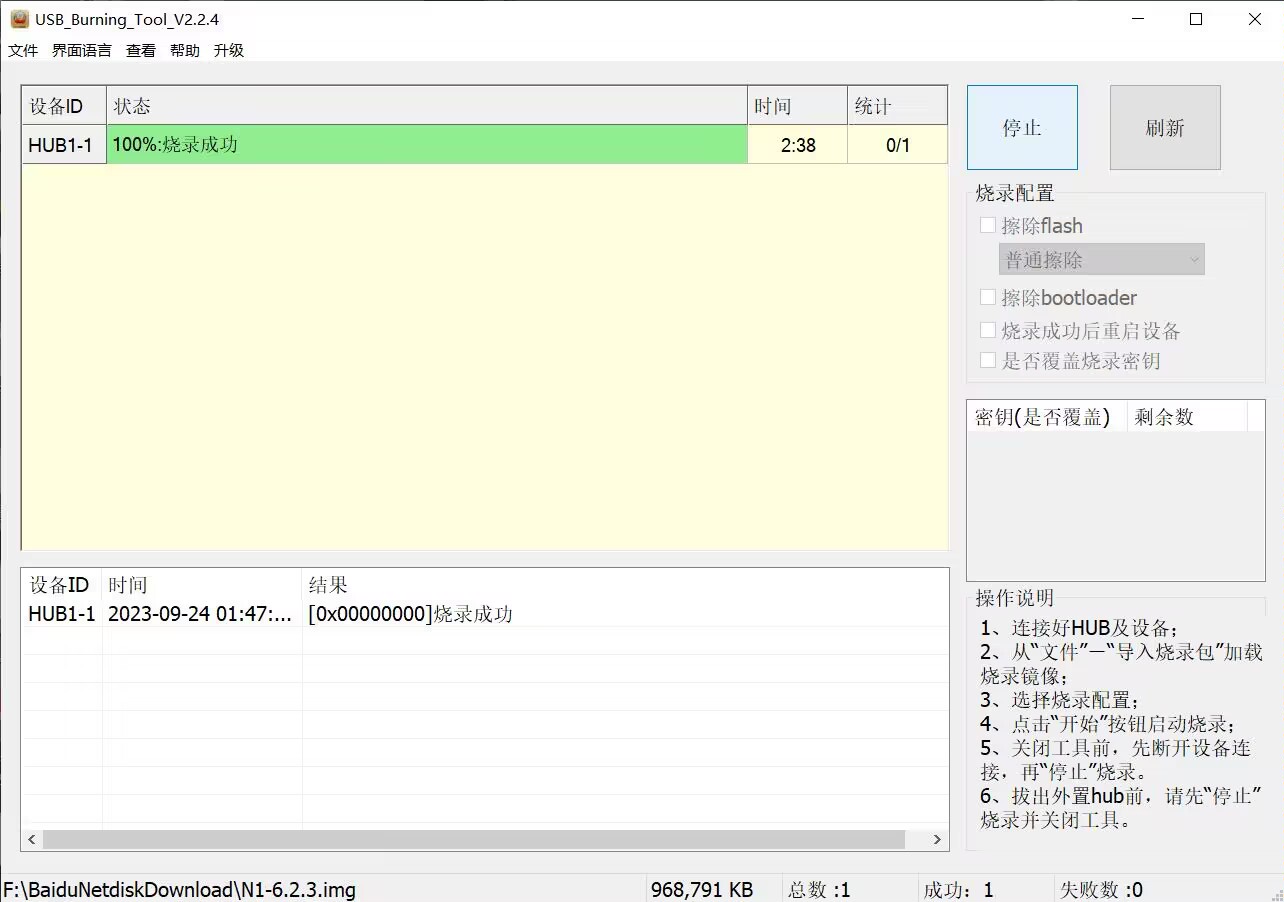 USB_Burning_Tool_V2.2.4
文件 界面语言 查看 帮助 升级
设备ID 状态 时间 统计
HUB1-1 100%:烧录成功 2:38 0/1
停止 刷新
烧录配置
擦除flash
普通擦除
擦除bootloader
烧录成功后重启设备
是否覆盖烧录密钥
密钥(是否覆盖) 剩余数
设备ID 时间 结果
HUB1-1 2023-09-24 01:47:... [0x00000000]烧录成功
操作说明
1、连接好HUB及设备；
2、从“文件”—“导入烧录包”加载
烧录镜像；
3、选择烧录配置；
4、点击“开始”按钮启动烧录；
5、关闭工具前，先断开设备连
接，再“停止”烧录。
6、拔出外置hub前，请先“停止”
烧录并关闭工具。
F:\BaiduNetdiskDownload\N1-6.2.3.img 968,791 KB 总数 :1 成功：1 失败数 :0